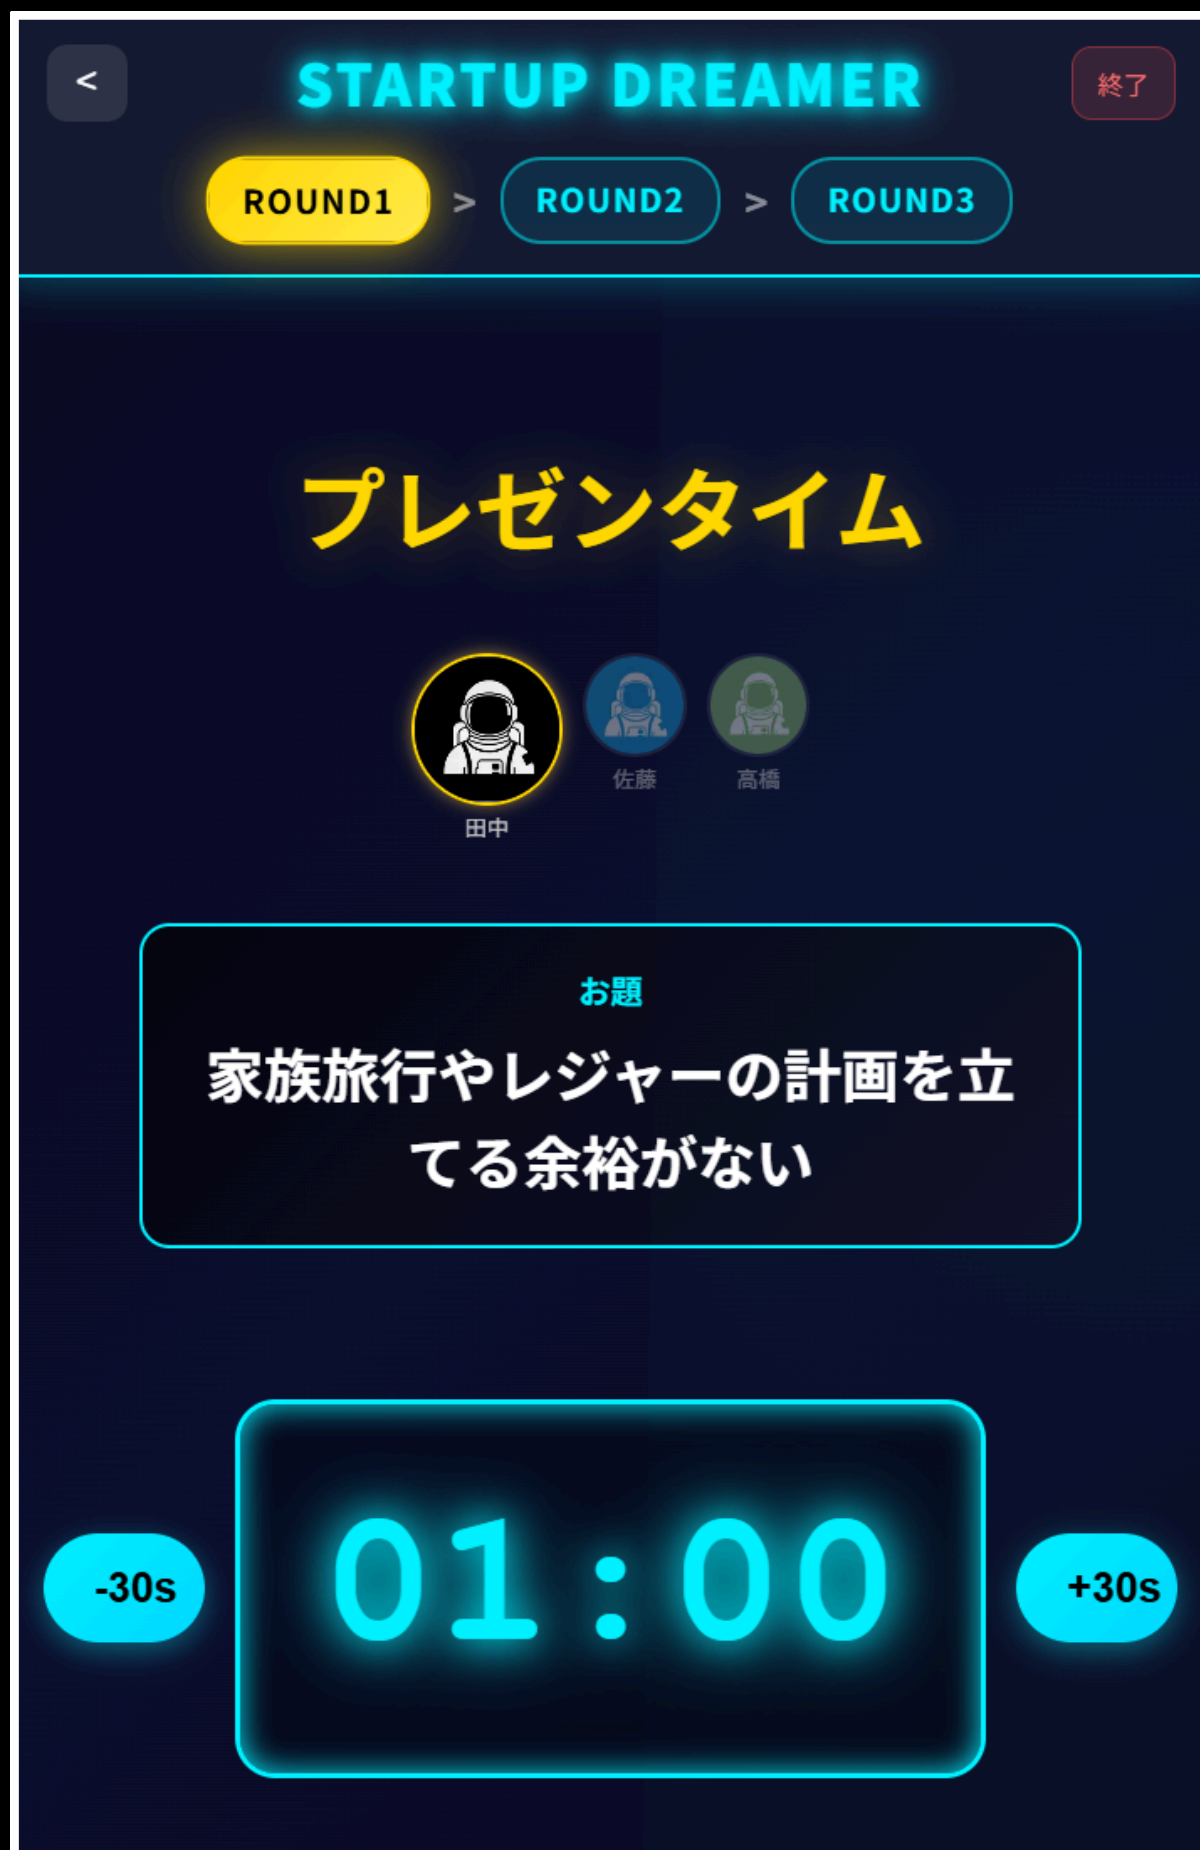 <
STARTUP DREAMER
終了
ROUND1 > ROUND2 > ROUND3
プレゼンタイム
田中
佐藤
高橋
お題
家族旅行やレジャーの計画を立
てる余裕がない
-30s
01:00
+30s